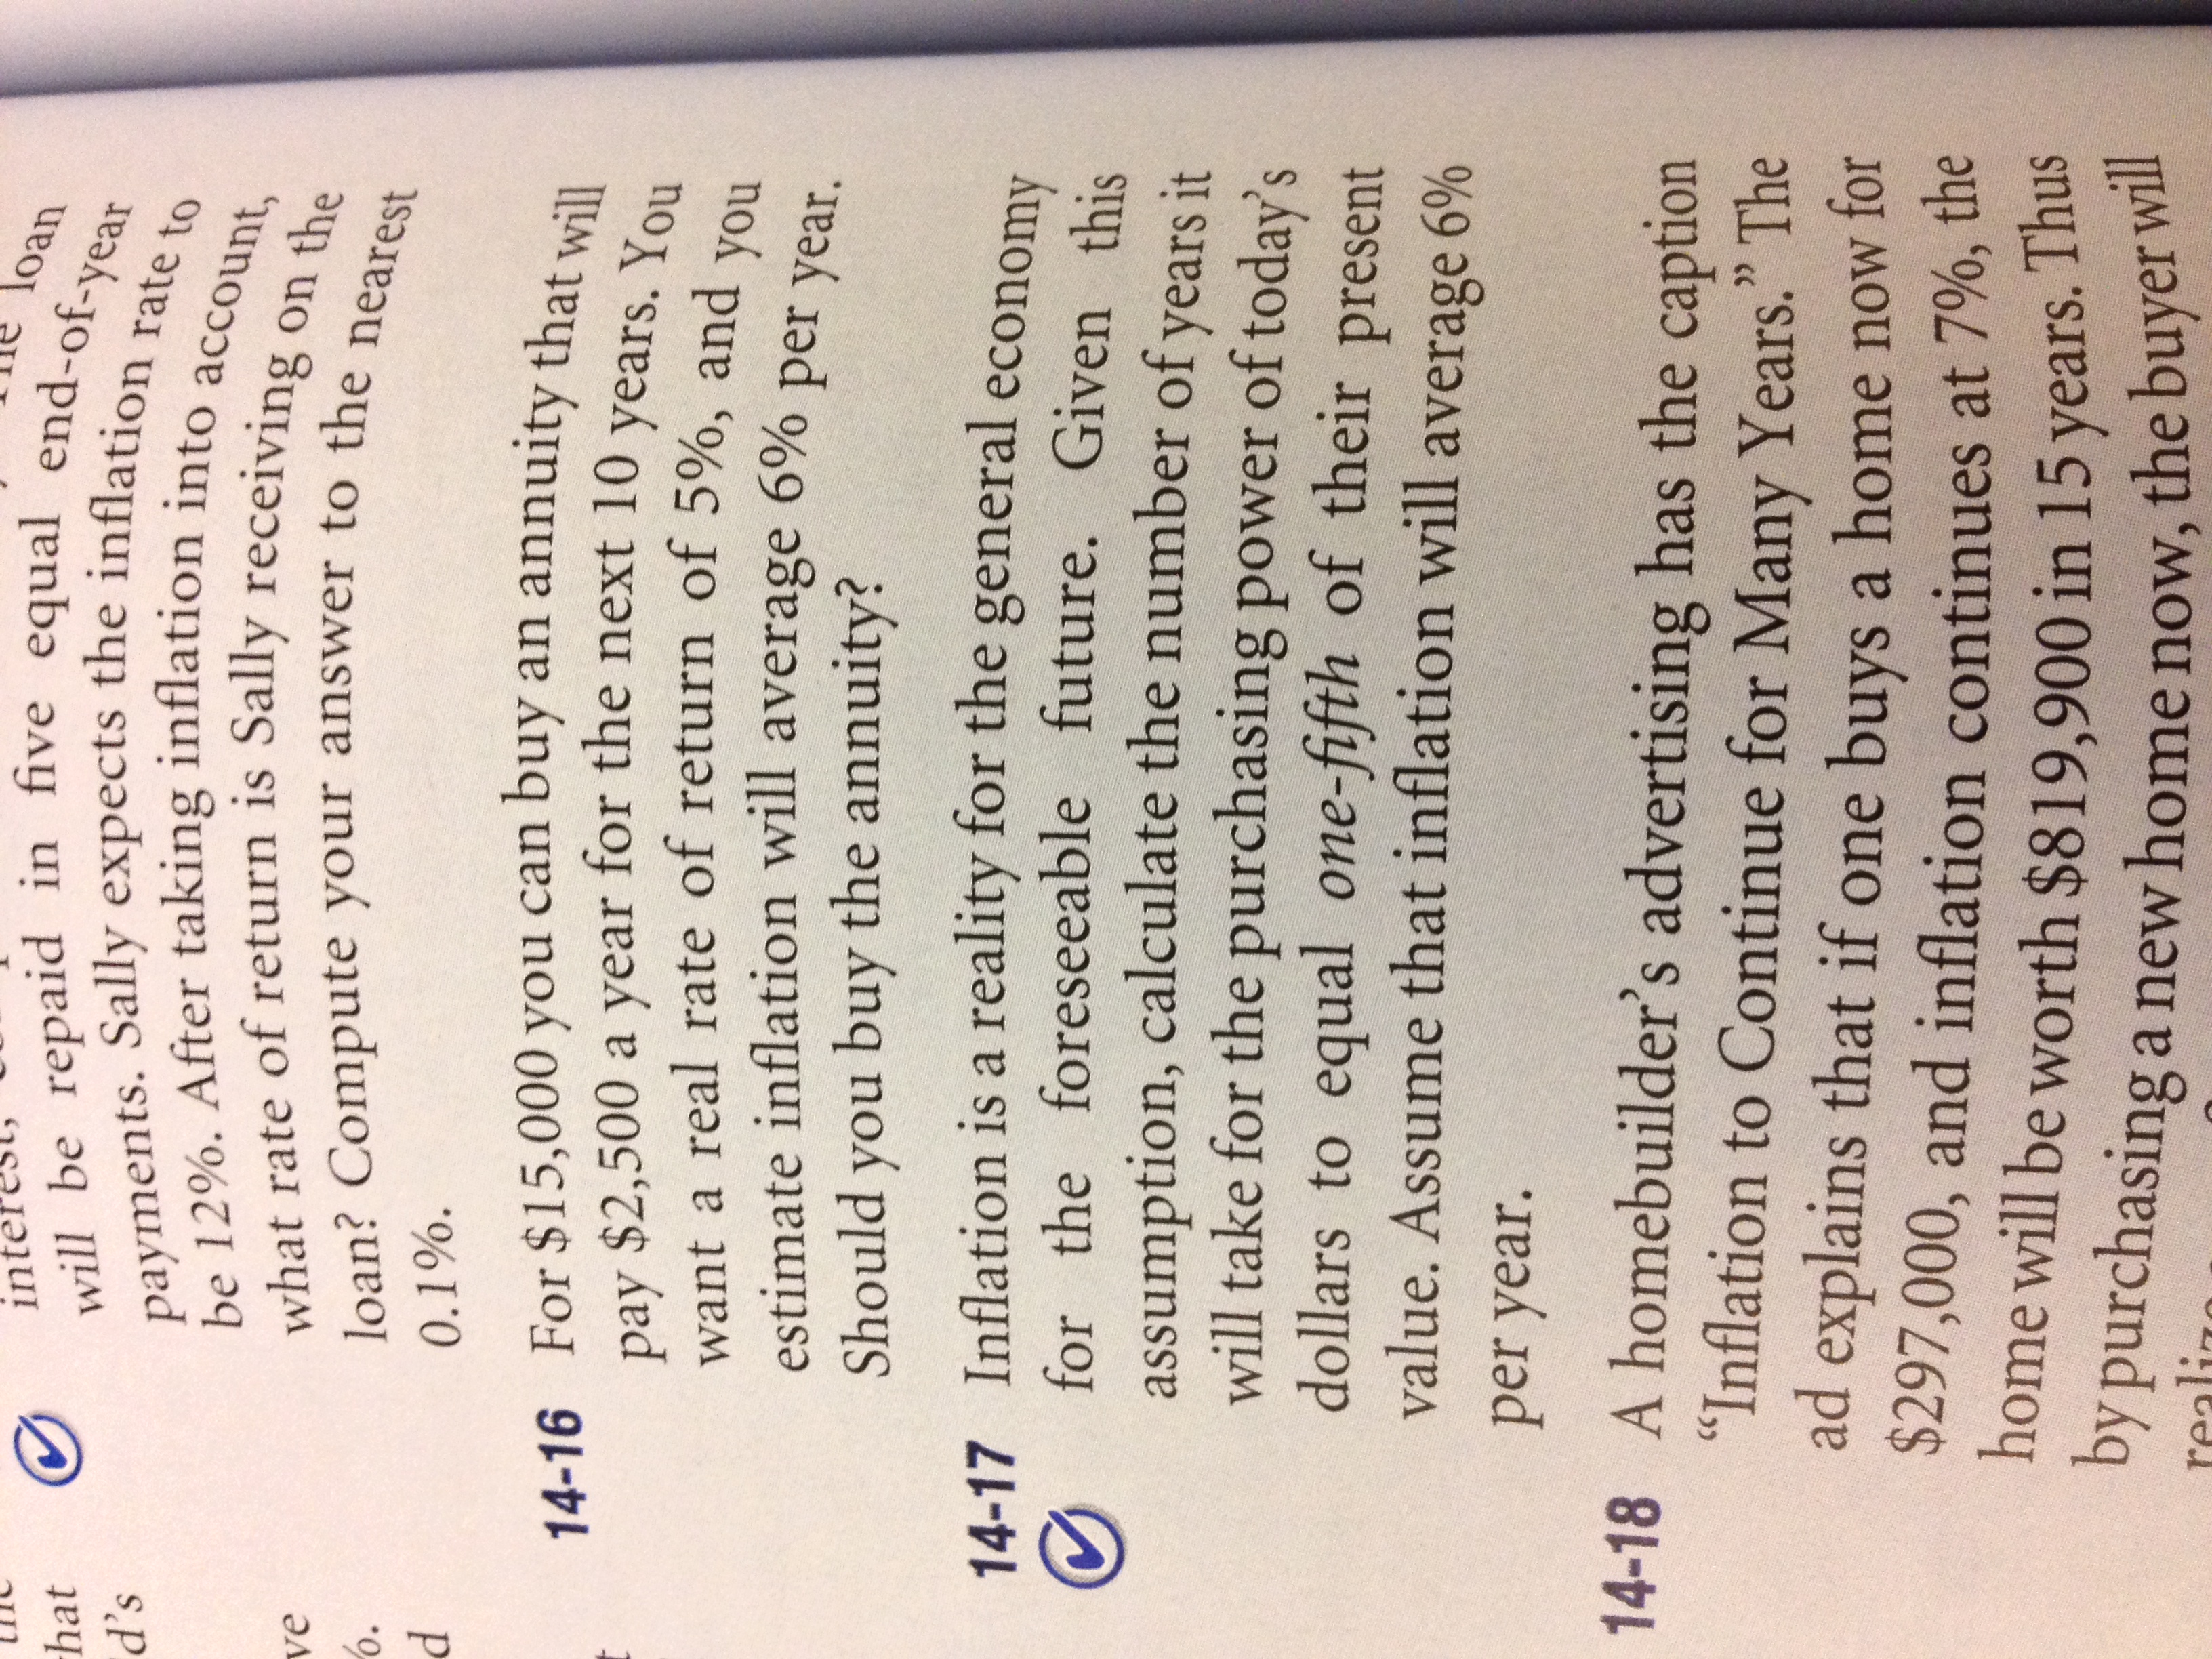 hat
d's
ve
%.
d
interest,
loan
will be repaid in five equal end-of-year
payments. Sally expects the inflation rate to
be 12%. After taking inflation into account,
what rate of return is Sally receiving on the
loan? Compute your answer to the nearest
0.1%.
14-16 For $15,000 you can buy an annuity that will
pay $2,500 a year for the next 10 years. You
want a real rate of return of 5%, and you
estimate inflation will average 6% per year.
Should you buy the annuity?
14-17 Inflation is a reality for the general economy
for the foreseeable future. Given this
assumption, calculate the number of years it
will take for the purchasing power of today's
dollars to equal one-fifth of their present
value. Assume that inflation will average 6%
per year.
14-18 A homebuilder's advertising has the caption
“Inflation to Continue for Many Years.” The
ad explains that if one buys a home now for
$297,000, and inflation continues at 7%, the
home will be worth $819,900 in 15 years. Thus
by purchasing a new home now, the buyer will